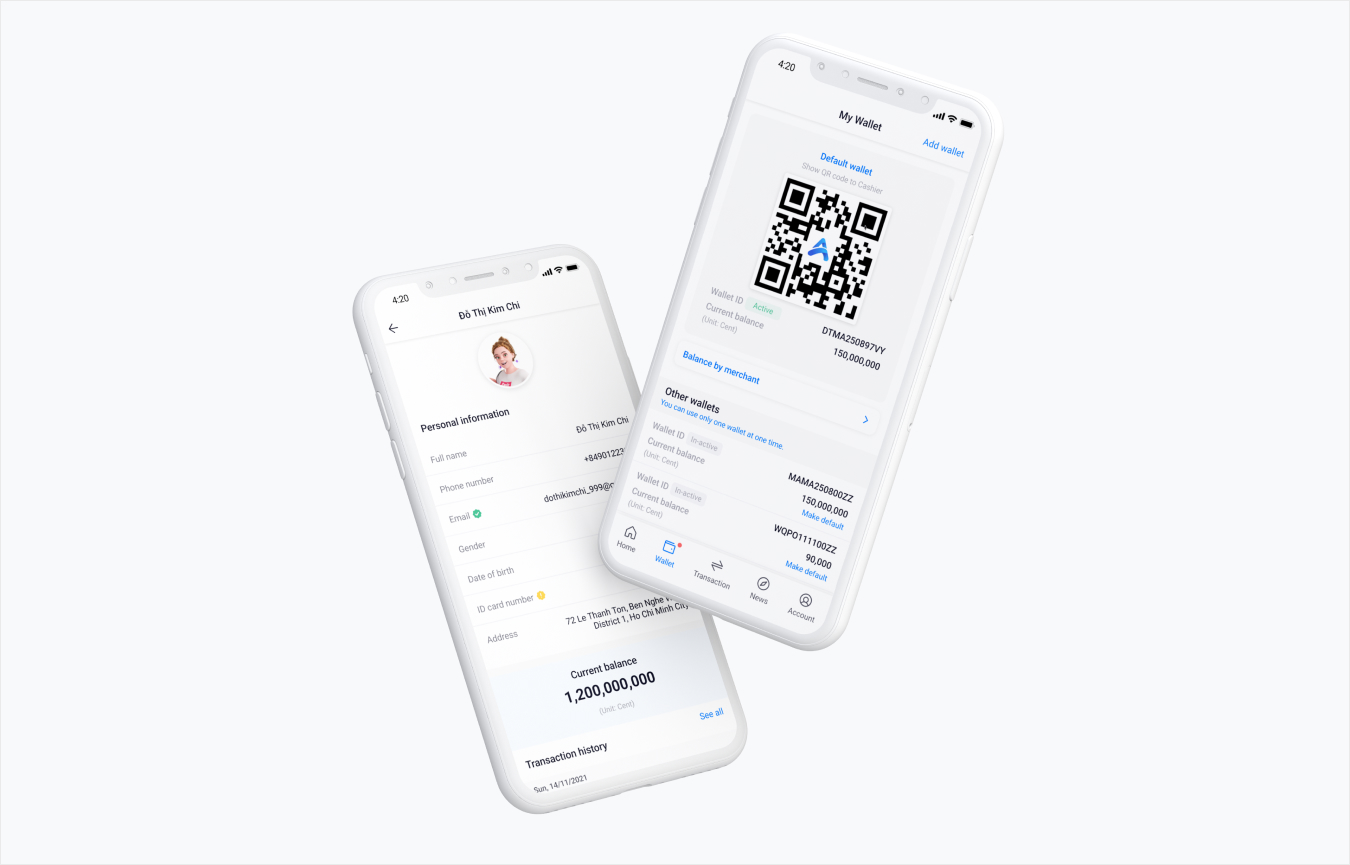 4:20
Đỗ Thị Kim Chi
Personal information
Full name
Đỗ Thị Kim Chi
Phone number
+84901223
Email
dothikimchi_999@
Gender
Date of birth
ID card number
Address
72 Le Thanh Ton, Ben Nghe
District 1, Ho Chi Minh City
Current balance
1,200,000,000
(Unit: Cent)
Transaction history
See all
Sun, 14/11/2021
4:20
My Wallet
Add wallet
Default wallet
Show QR code to Cashier
Wallet ID Active
DTMA250897VY
Current balance
150,000,000
(Unit: Cent)
Balance by merchant
Other wallets
You can use only one wallet at one time.
Wallet ID In-active
MAMA250800ZZ
Current balance
150,000,000
(Unit: Cent)
Make default
Wallet ID In-active
WQPO111100ZZ
Current balance
90,000
(Unit: Cent)
Make default
Home
Wallet
Transaction
News
Account